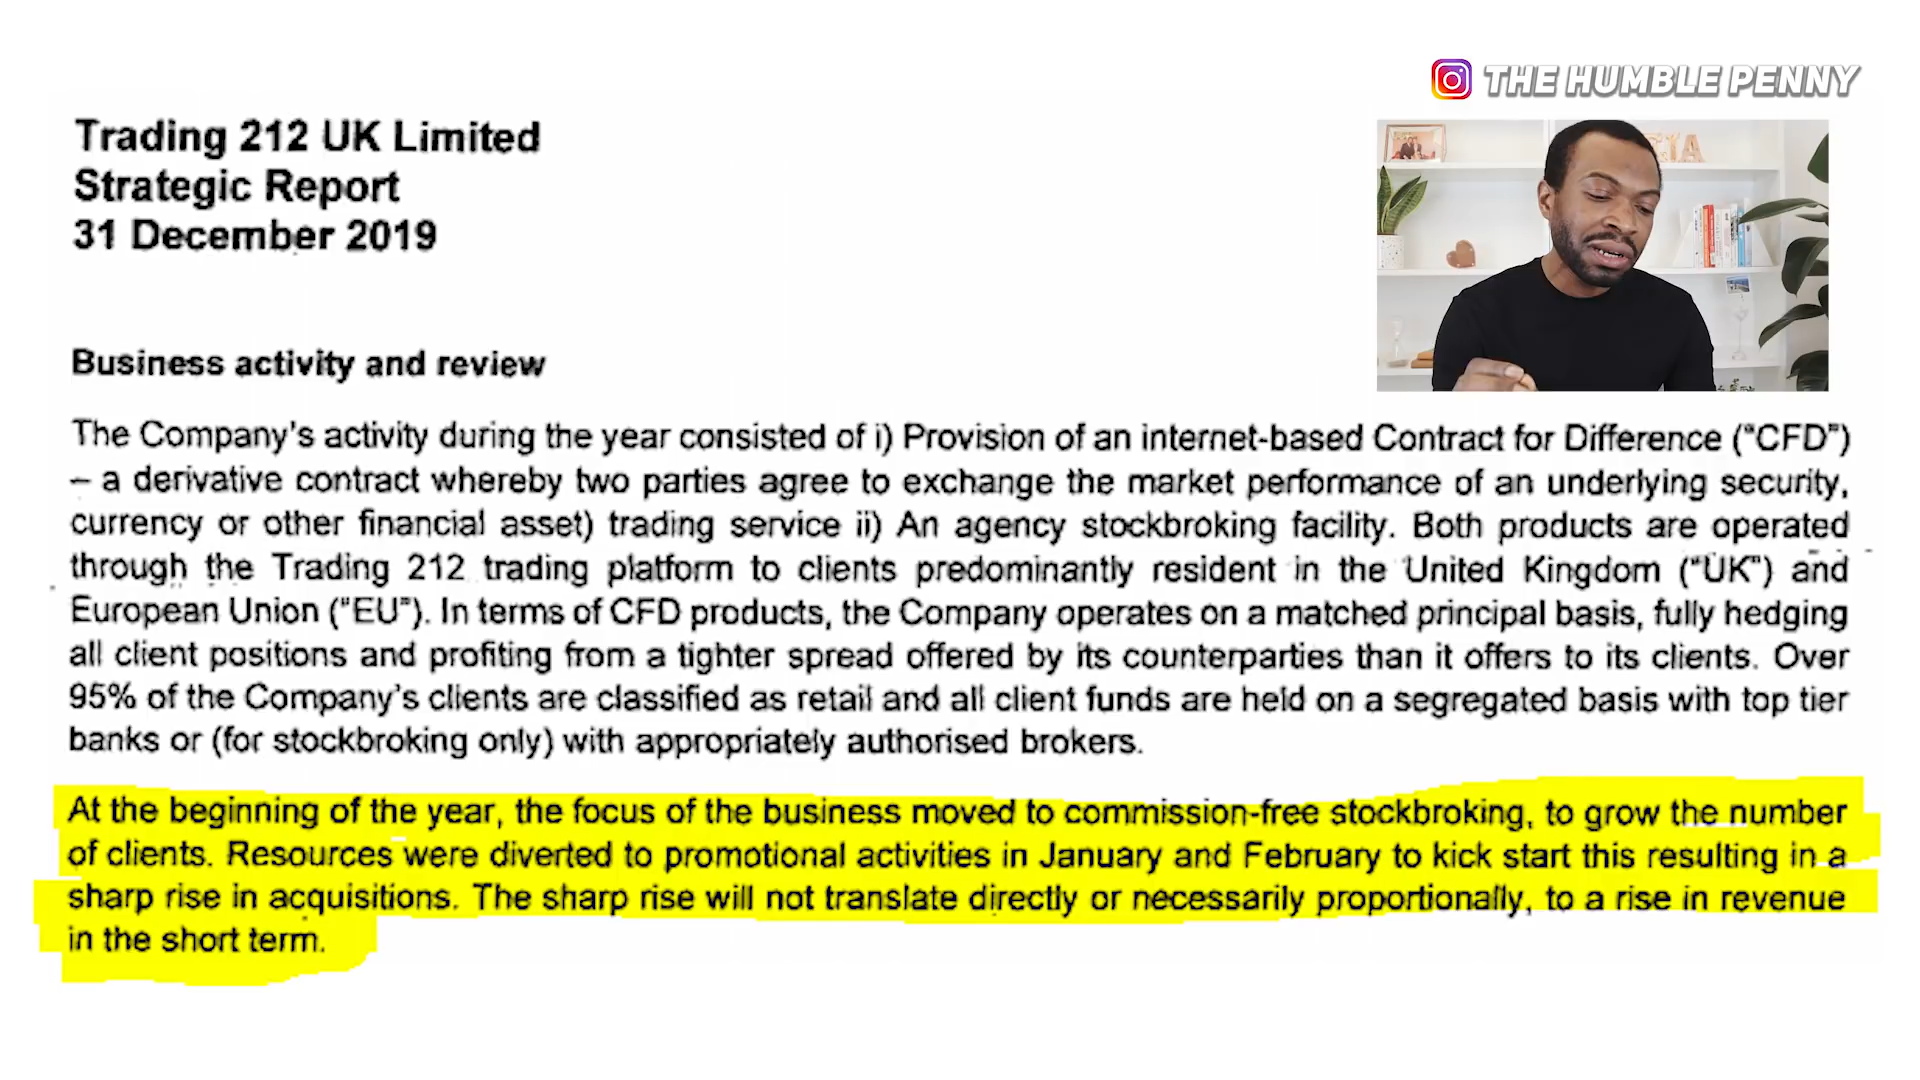 THE HUMBLE PENNY
Trading 212 UK Limited
Strategic Report
31 December 2019
Business activity and review
The Company's activity during the year consisted of i) Provision of an internet-based Contract for Difference ("CFD")
– a derivative contract whereby two parties agree to exchange the market performance of an underlying security,
currency or other financial asset) trading service ii) An agency stockbroking facility. Both products are operated
through the Trading 212 trading platform to clients predominantly resident in the United Kingdom ("UK") and
European Union ("EU"). In terms of CFD products, the Company operates on a matched principal basis, fully hedging
all client positions and profiting from a tighter spread offered by its counterparties than it offers to its clients. Over
95% of the Company's clients are classified as retail and all client funds are held on a segregated basis with top tier
banks or (for stockbroking only) with appropriately authorised brokers.
At the beginning of the year, the focus of the business moved to commission-free stockbroking, to grow the number
of clients. Resources were diverted to promotional activities in January and February to kick start this resulting in a
sharp rise in acquisitions. The sharp rise will not translate directly or necessarily proportionally, to a rise in revenue
in the short term.